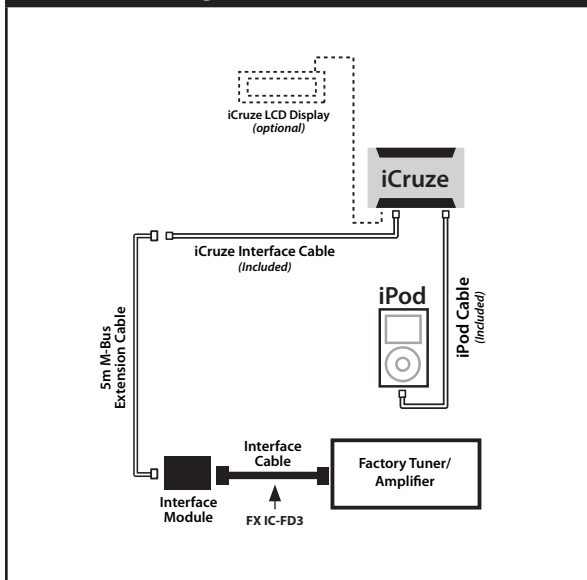 iCruze LCD Display
(optional)
iCruze
iCruze Interface Cable
(Included)
iPod
iPod Cable
(Included)
5m M-Bus
Extension Cable
Interface
Cable
Factory Tuner/
Amplifier
Interface
Module
FX IC-FD3